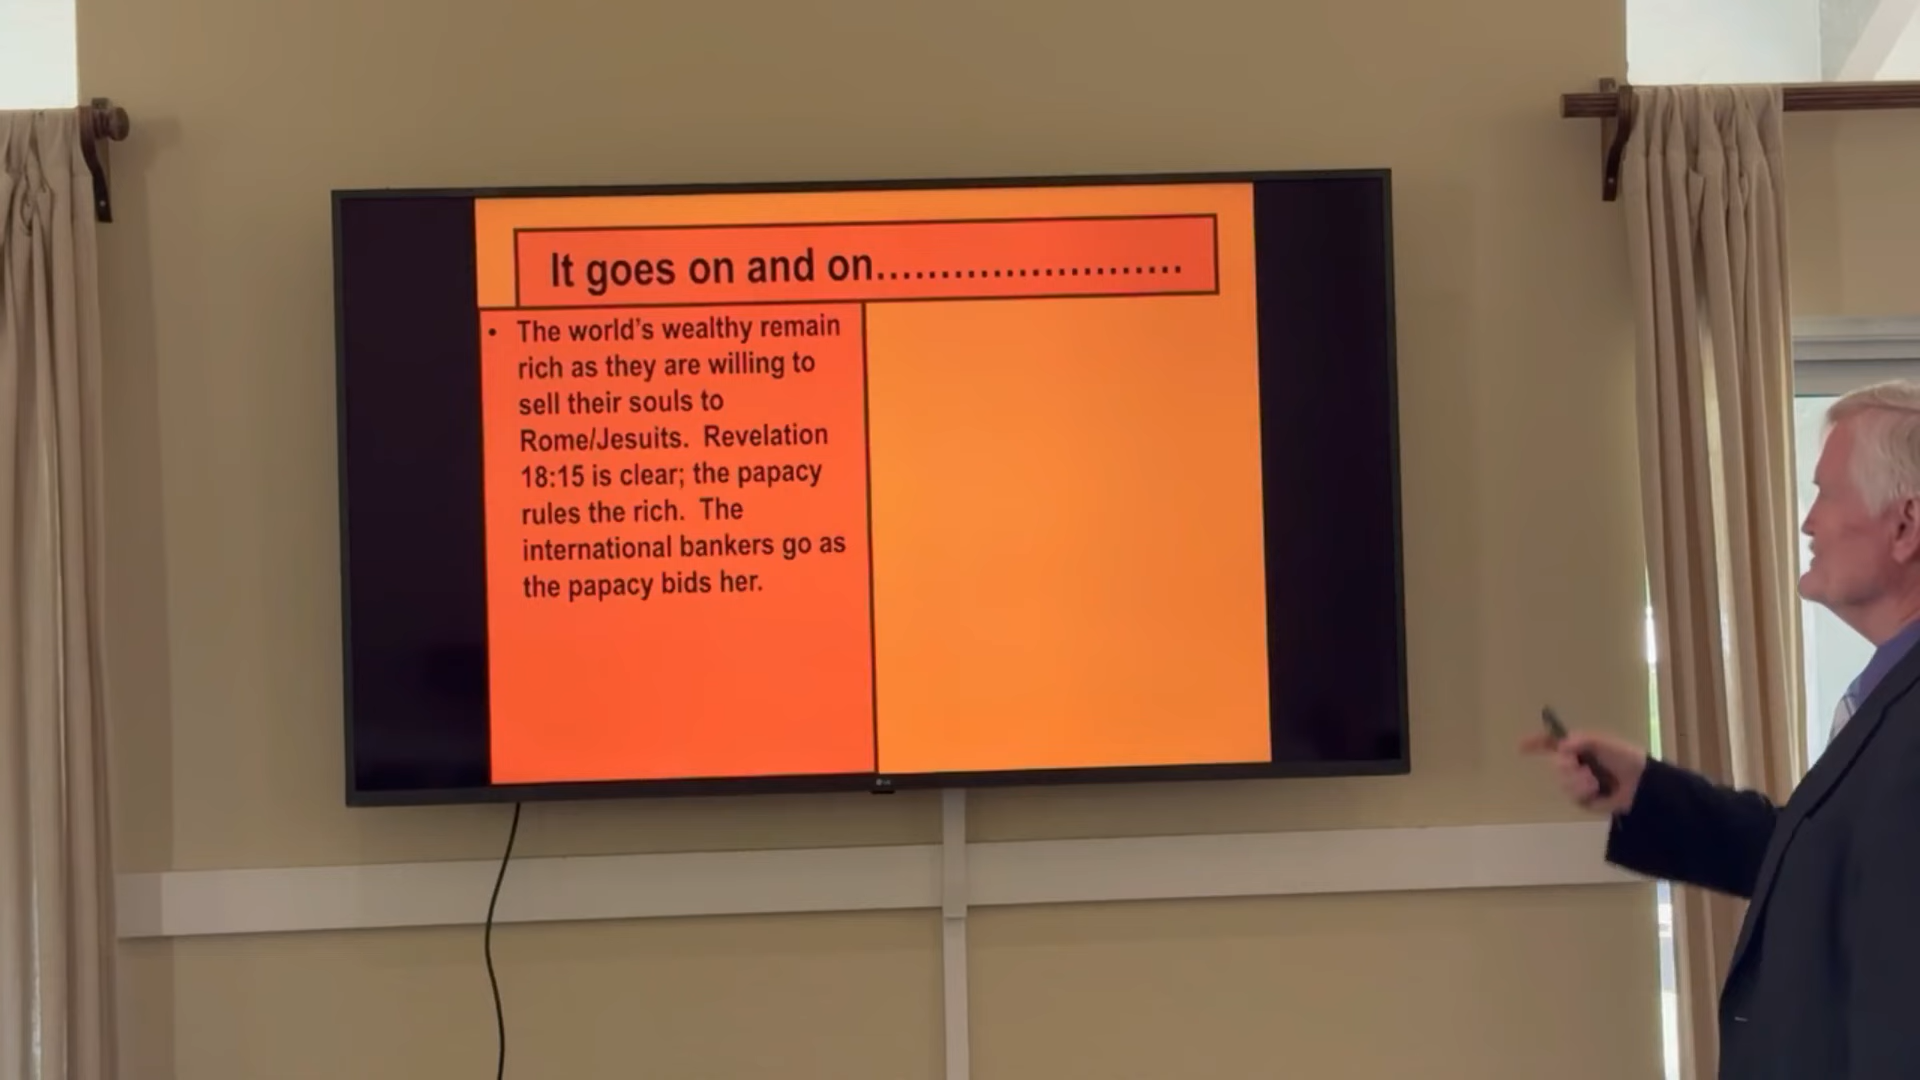 It goes on and on........................
• The world's wealthy remain
rich as they are willing to
sell their souls to
Rome/Jesuits.  Revelation
18:15 is clear; the papacy
rules the rich.  The
international bankers go as
the papacy bids her.
LG